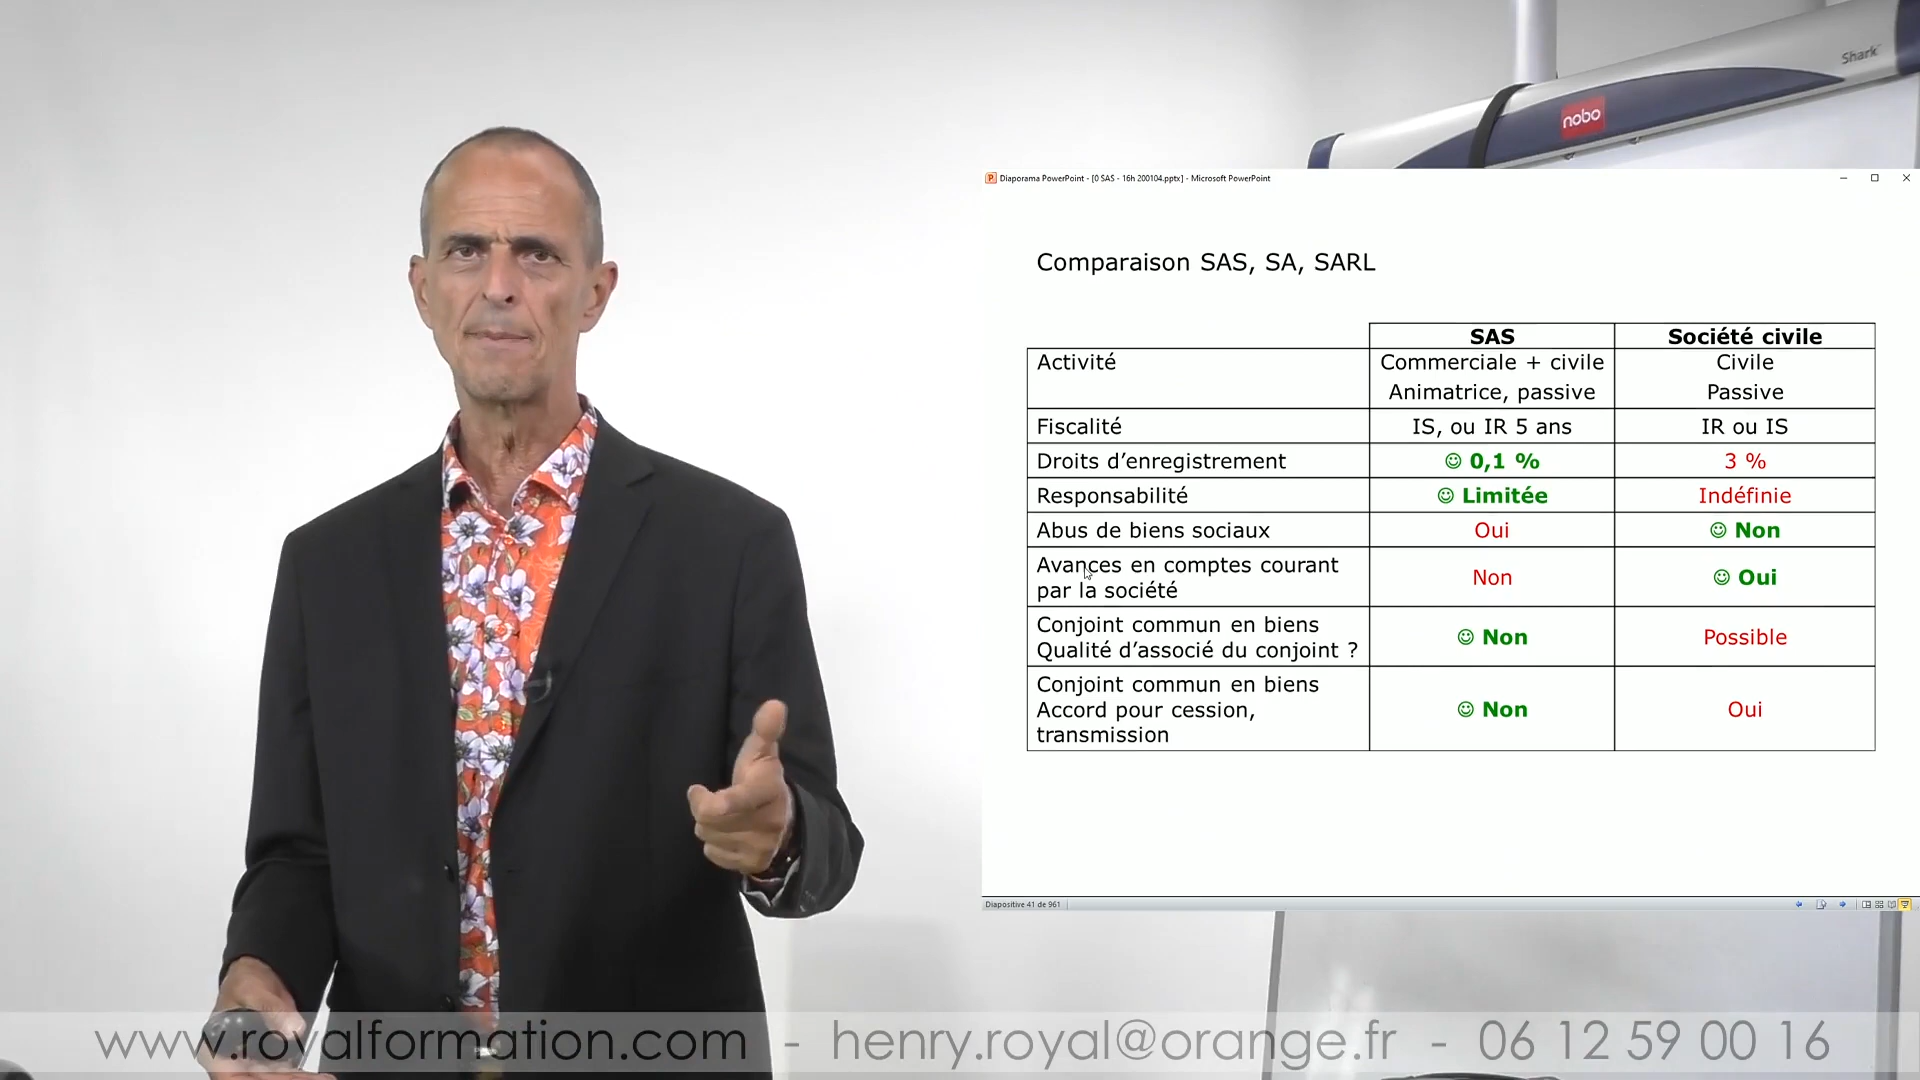 Shark
nobo
Diaporama PowerPoint - [0 SAS - 16h 200104.pptx] - Microsoft PowerPoint
Comparaison SAS, SA, SARL
SAS Société civile
Activité Commerciale + civile Civile
Animatrice, passive Passive
Fiscalité IS, ou IR 5 ans IR ou IS
Droits d’enregistrement ☺ 0,1 % 3 %
Responsabilité ☺ Limitée Indéfinie
Abus de biens sociaux Oui ☺ Non
Avances en comptes courant
par la société Non ☺ Oui
Conjoint commun en biens
Qualité d’associé du conjoint ? ☺ Non Possible
Conjoint commun en biens
Accord pour cession, ☺ Non Oui
transmission
Diapositive 41 de 961
www.royalformation.com - henry.royal@orange.fr - 06 12 59 00 16